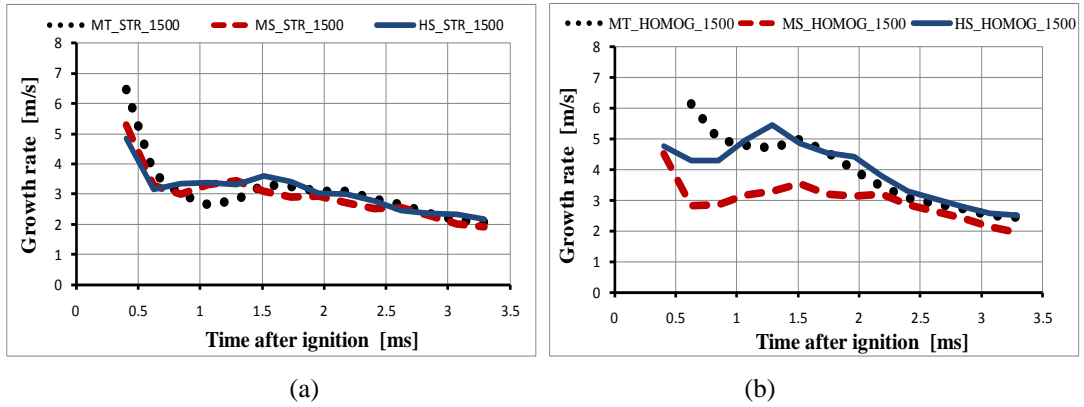 MT_STR_1500 MS_STR_1500 HS_STR_1500
8
7
6
5
4
3
2
1
0
Growth rate [m/s]
0 0.5 1 1.5 2 2.5 3 3.5
Time after ignition [ms]
(a)
MT_HOMOG_1500 MS_HOMOG_1500 HS_HOMOG_1500
8
7
6
5
4
3
2
1
0
Growth rate [m/s]
0 0.5 1 1.5 2 2.5 3 3.5
Time after ignition [ms]
(b)